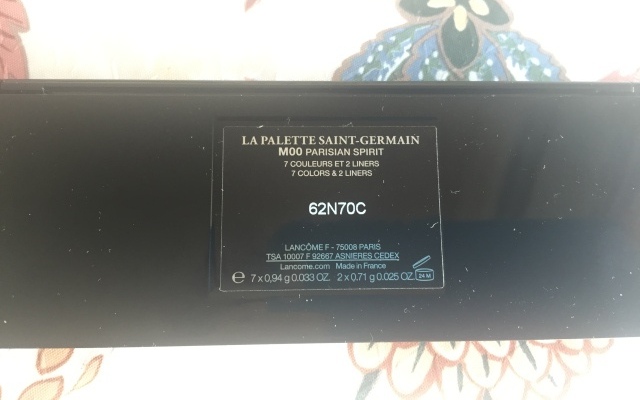 LA PALETTE SAINT-GERMAIN
M00 PARISIAN SPIRIT
7 COULEURS ET 2 LINERS
7 COLORS & 2 LINERS
62N70C
LANCÔME F - 75008 PARIS
TSA 10007 F 92667 ASNIERES CEDEX
Lancome.com Made in France
℮ 7 x 0,94 g 0.033 OZ. 2 x 0.71 g 0.025 OZ. 24 M